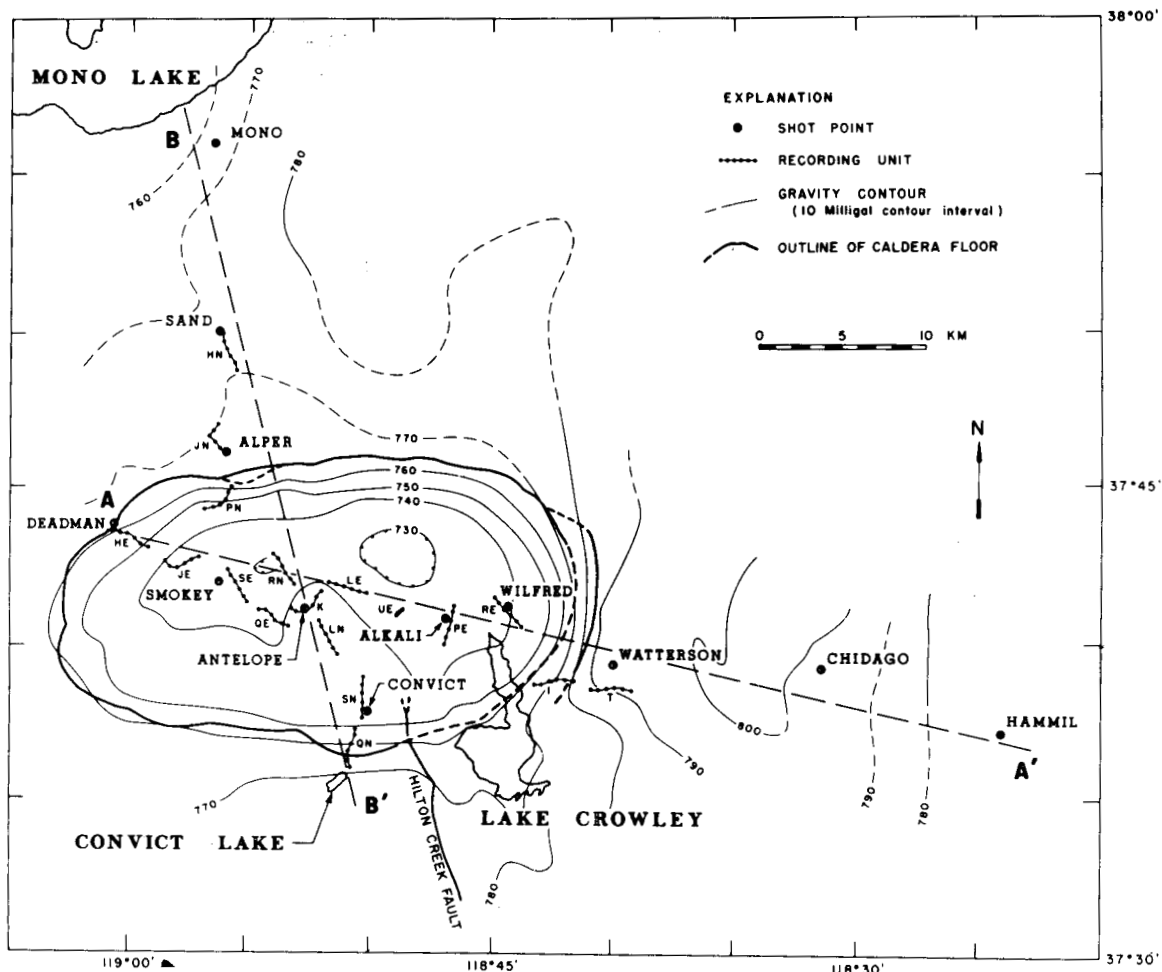 38° 00'
MONO LAKE
770
B
MONO
760
780
EXPLANATION
SHOT POINT
RECORDING UNIT
GRAVITY CONTOUR
( 10 Milligal contour interval )
OUTLINE OF CALDERA FLOOR
0 5 10 KM
SAND
HN
N
JN
ALPER
770
760
750
740
730
37° 45'
PN
A
DEADMAN
HE
JE
SE
RN
LE
SMOKEY
QE
K
UE
ALKALI
PE
RE
WILFRED
LN
ANTELOPE
WATTERSON
CHIDAGO
SN
CONVICT
I
T
QN
800
HAMMIL
790
790
780
A'
770
B'
HILTON CREEK FAULT
LAKE CROWLEY
CONVICT LAKE
780
119° 00'
118° 45'
118° 30'
37° 30'